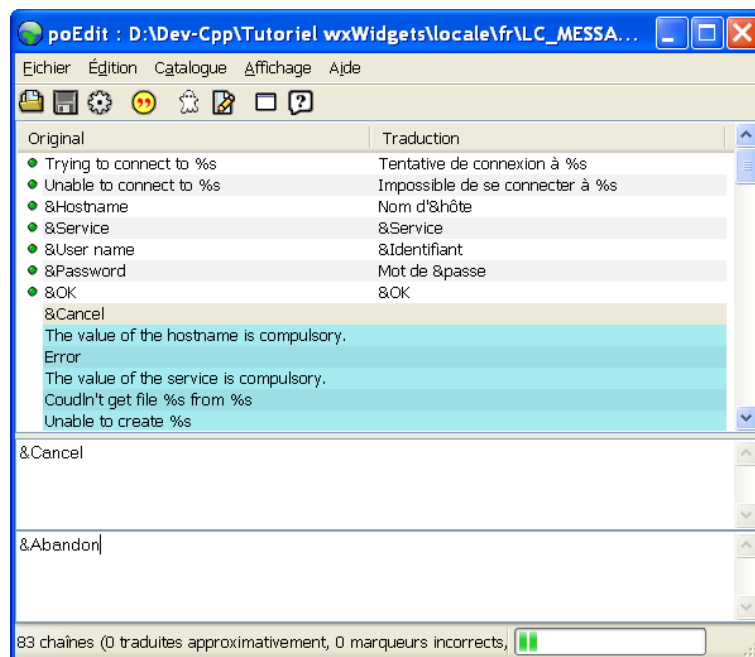 poEdit : D:\Dev-Cpp\Tutoriel wxWidgets\locale\fr\LC_MESSA...
Fichier Édition Catalogue Affichage Aide
Original Traduction
Trying to connect to %s Tentative de connexion à %s
Unable to connect to %s Impossible de se connecter à %s
&Hostname Nom d'&hôte
&Service &Service
&User name &Identifiant
&Password Mot de &passe
&OK &OK
&Cancel
The value of the hostname is compulsory.
Error
The value of the service is compulsory.
Coudln't get file %s from %s
Unable to create %s
&Cancel
&Abandon
83 chaînes (0 traduites approximativement, 0 marqueurs incorrects,